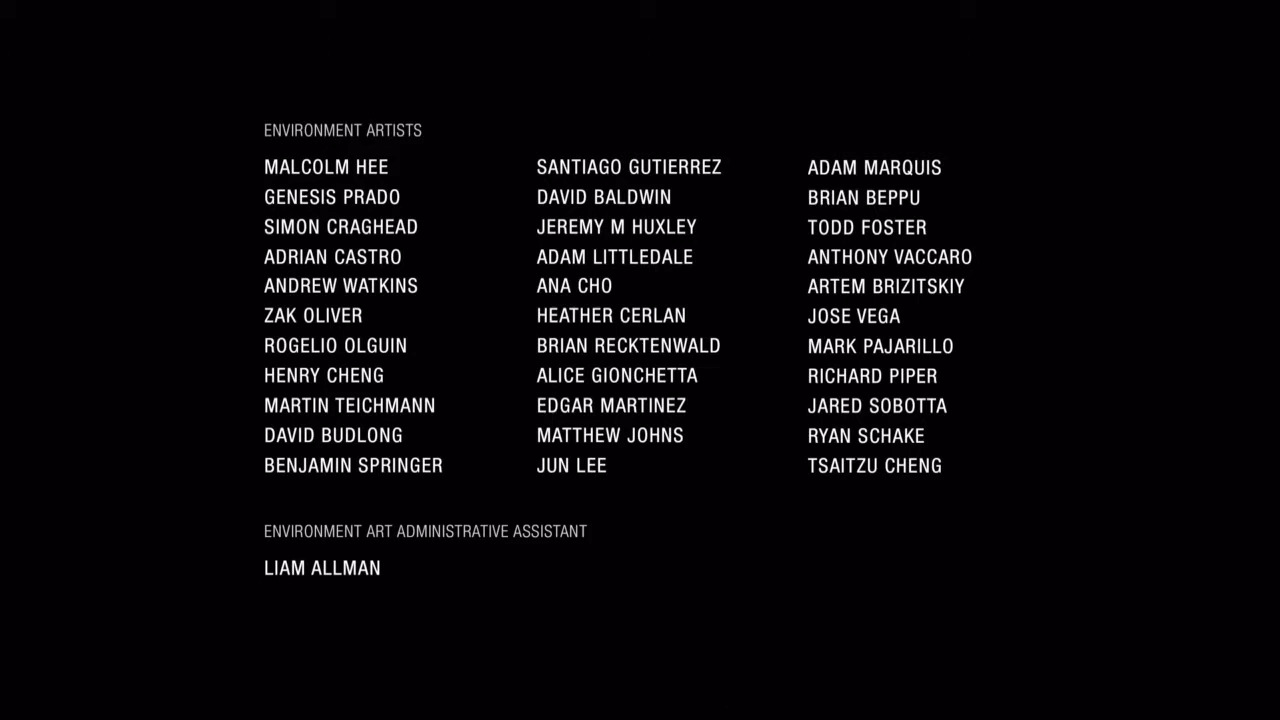 ENVIRONMENT ARTISTS
MALCOLM HEE
GENESIS PRADO
SIMON CRAGHEAD
ADRIAN CASTRO
ANDREW WATKINS
ZAK OLIVER
ROGELIO OLGUIN
HENRY CHENG
MARTIN TEICHMANN
DAVID BUDLONG
BENJAMIN SPRINGER
SANTIAGO GUTIERREZ
DAVID BALDWIN
JEREMY M HUXLEY
ADAM LITTLEDALE
ANA CHO
HEATHER CERLAN
BRIAN RECKTENWALD
ALICE GIONCHETTA
EDGAR MARTINEZ
MATTHEW JOHNS
JUN LEE
ADAM MARQUIS
BRIAN BEPPU
TODD FOSTER
ANTHONY VACCARO
ARTEM BRIZITSKIY
JOSE VEGA
MARK PAJARILLO
RICHARD PIPER
JARED SOBOTTA
RYAN SCHAKE
TSAITZU CHENG
ENVIRONMENT ART ADMINISTRATIVE ASSISTANT
LIAM ALLMAN